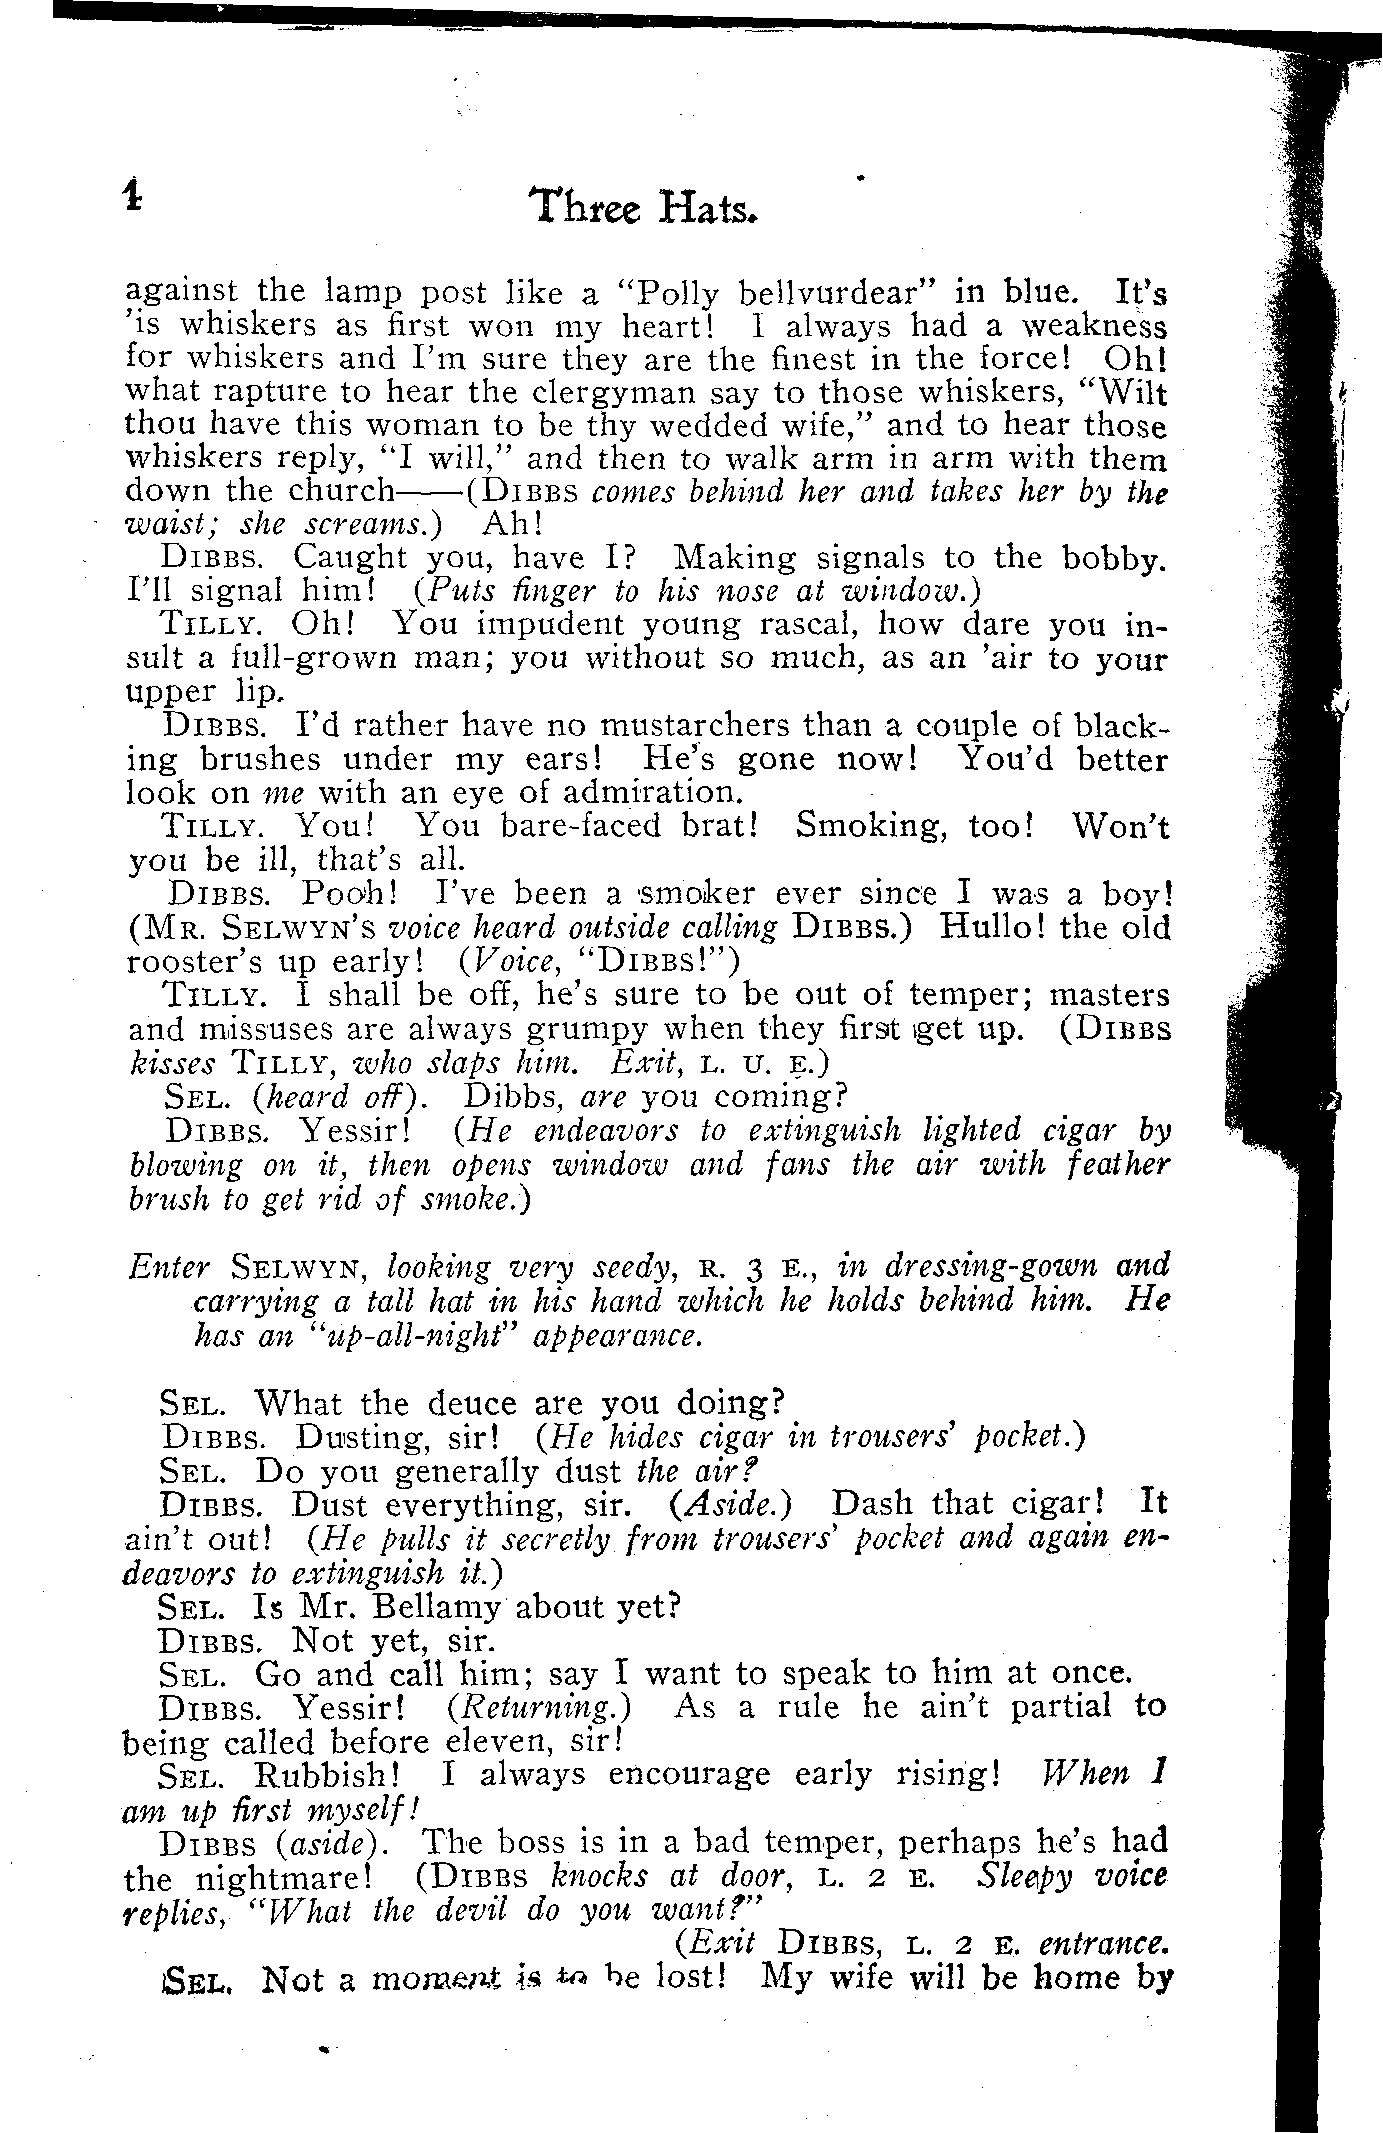 4
Three Hats.
against the lamp post like a “Polly bellvurdear” in blue. It’s
’is whiskers as first won my heart! I always had a weakness
for whiskers and I’m sure they are the finest in the force! Oh!
what rapture to hear the clergyman say to those whiskers, “Wilt
thou have this woman to be thy wedded wife,” and to hear those
whiskers reply, “I will,” and then to walk arm in arm with them
down the church——(DIBBS comes behind her and takes her by the
waist; she screams.) Ah!
DIBBS. Caught you, have I? Making signals to the bobby.
I’ll signal him! (Puts finger to his nose at window.)
TILLY. Oh! You impudent young rascal, how dare you in-
sult a full-grown man; you without so much, as an ’air to your
upper lip.
DIBBS. I’d rather have no mustarchers than a couple of black-
ing brushes under my ears! He’s gone now! You’d better
look on me with an eye of admiration.
TILLY. You! You bare-faced brat! Smoking, too! Won’t
you be ill, that’s all.
DIBBS. Pooh! I’ve been a smoker ever since I was a boy!
(MR. SELWYN’S voice heard outside calling DIBBS.) Hullo! the old
rooster’s up early! (Voice, “DIBBS!”)
TILLY. I shall be off, he’s sure to be out of temper; masters
and missuses are always grumpy when they first get up. (DIBBS
kisses TILLY, who slaps him. Exit, L. U. E.)
SEL. (heard off). Dibbs, are you coming?
DIBBS. Yessir! (He endeavors to extinguish lighted cigar by
blowing on it, then opens window and fans the air with feather
brush to get rid of smoke.)
Enter SELWYN, looking very seedy, R. 3 E., in dressing-gown and
carrying a tall hat in his hand which he holds behind him. He
has an “up-all-night” appearance.
SEL. What the deuce are you doing?
DIBBS. Dusting, sir! (He hides cigar in trousers’ pocket.)
SEL. Do you generally dust the air?
DIBBS. Dust everything, sir. (Aside.) Dash that cigar! It
ain’t out! (He pulls it secretly from trousers’ pocket and again en-
deavors to extinguish it.)
SEL. Is Mr. Bellamy about yet?
DIBBS. Not yet, sir.
SEL. Go and call him; say I want to speak to him at once.
DIBBS. Yessir! (Returning.) As a rule he ain’t partial to
being called before eleven, sir!
SEL. Rubbish! I always encourage early rising! When I
am up first myself!
DIBBS (aside). The boss is in a bad temper, perhaps he’s had
the nightmare! (DIBBS knocks at door, L. 2 E. Sleepy voice
replies, “What the devil do you want?”
(Exit DIBBS, L. 2 E. entrance.
SEL. Not a moment is to be lost! My wife will be home by